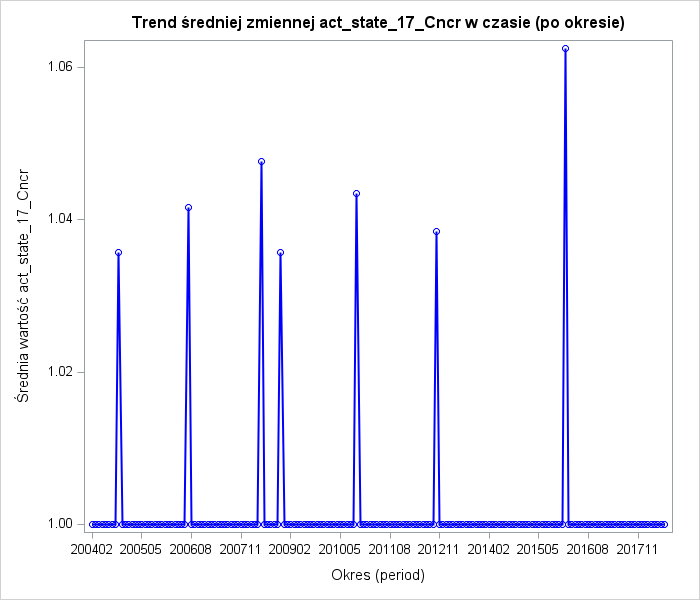 Trend średniej zmiennej act_state_17_Cncr w czasie (po okresie)
Średnia wartość act_state_17_Cncr
1.06
1.04
1.02
1.00
200402 200505 200608 200711 200902 201005 201108 201211 201402 201505 201608 201711
Okres (period)